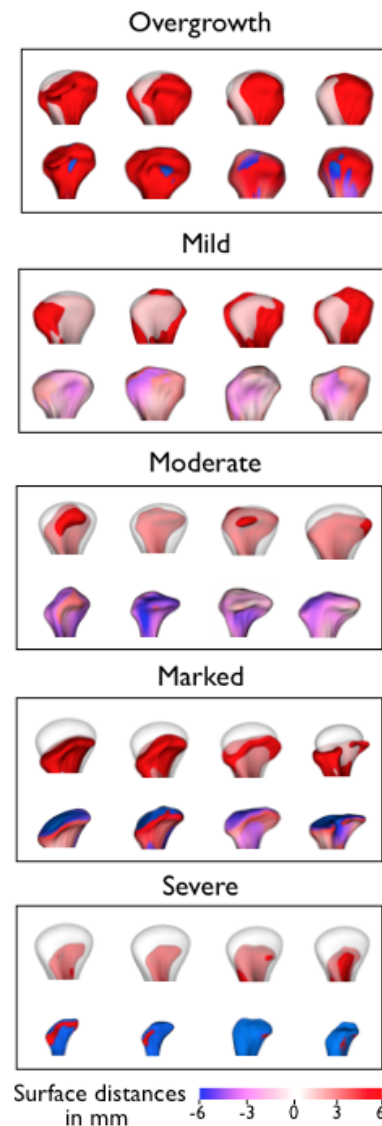 Overgrowth
Mild
Moderate
Marked
Severe
Surface distances
in mm
-6 -3 0 3 6